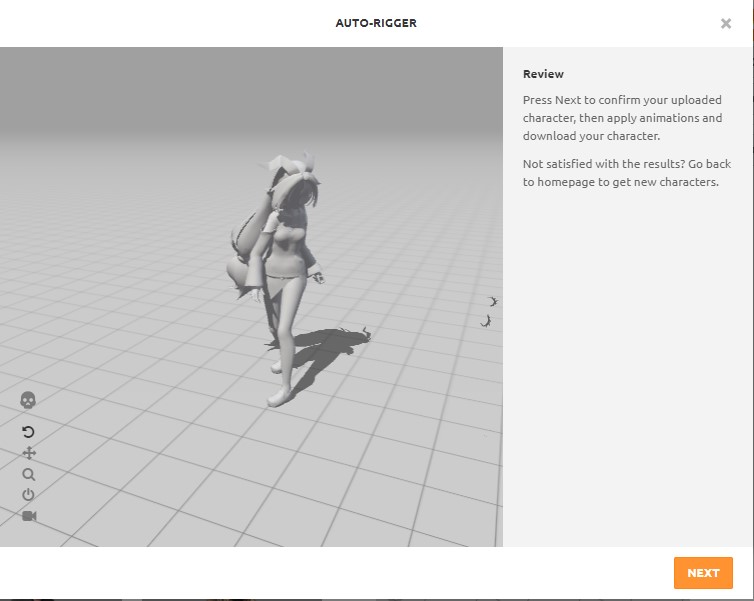 AUTO-RIGGER
Review
Press Next to confirm your uploaded
character, then apply animations and
download your character.
Not satisfied with the results? Go back
to homepage to get new characters.
NEXT